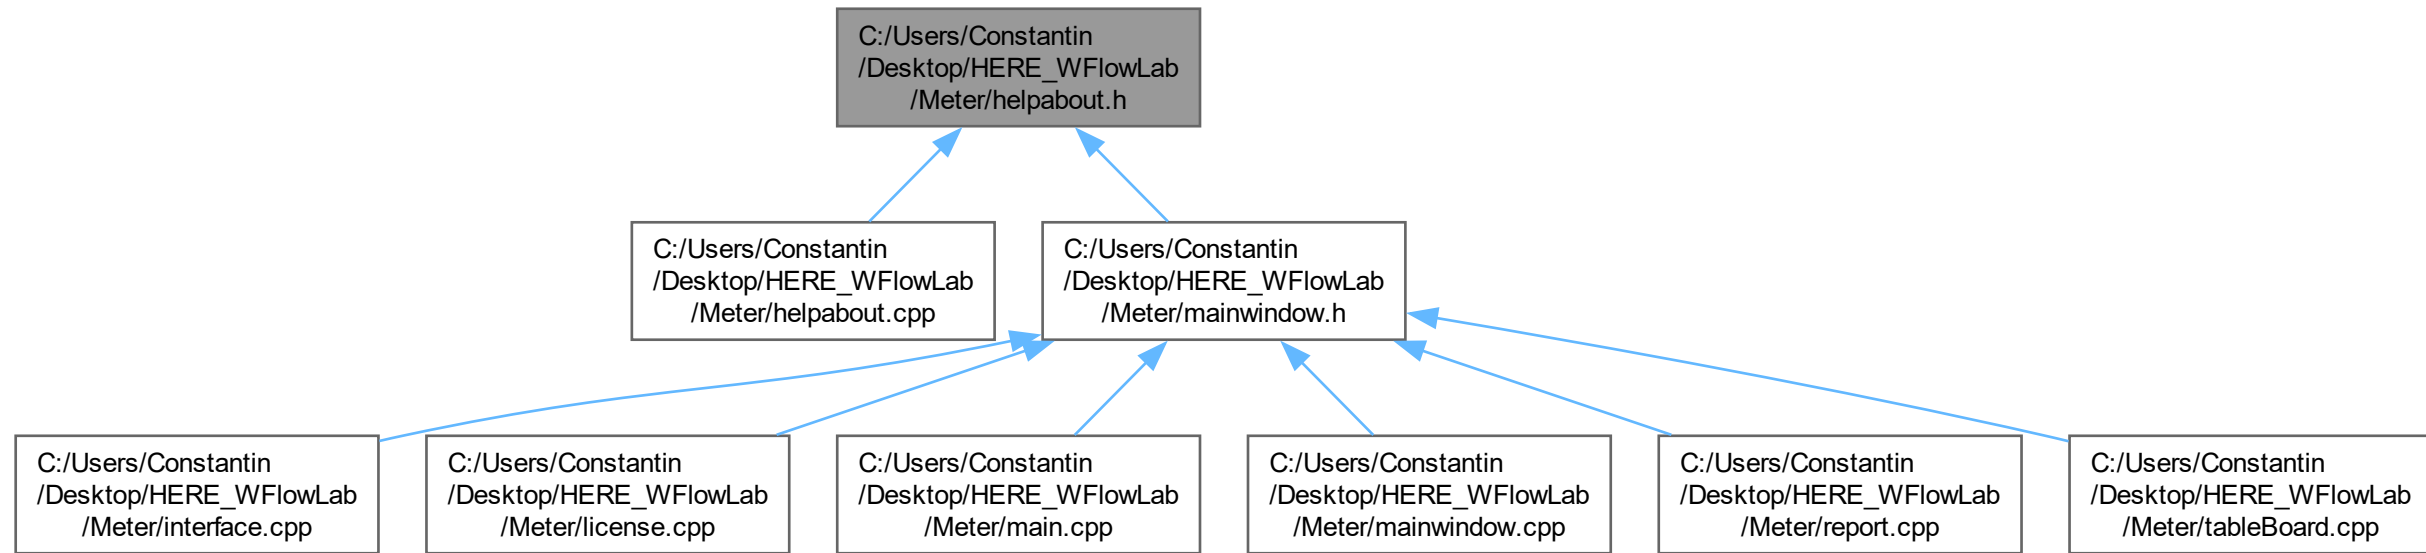 C:/Users/Constantin
/Desktop/HERE_WFlowLab
/Meter/helpabout.h
C:/Users/Constantin
/Desktop/HERE_WFlowLab
/Meter/helpabout.cpp
C:/Users/Constantin
/Desktop/HERE_WFlowLab
/Meter/mainwindow.h
C:/Users/Constantin
/Desktop/HERE_WFlowLab
/Meter/interface.cpp
C:/Users/Constantin
/Desktop/HERE_WFlowLab
/Meter/license.cpp
C:/Users/Constantin
/Desktop/HERE_WFlowLab
/Meter/main.cpp
C:/Users/Constantin
/Desktop/HERE_WFlowLab
/Meter/mainwindow.cpp
C:/Users/Constantin
/Desktop/HERE_WFlowLab
/Meter/report.cpp
C:/Users/Constantin
/Desktop/HERE_WFlowLab
/Meter/tableBoard.cpp